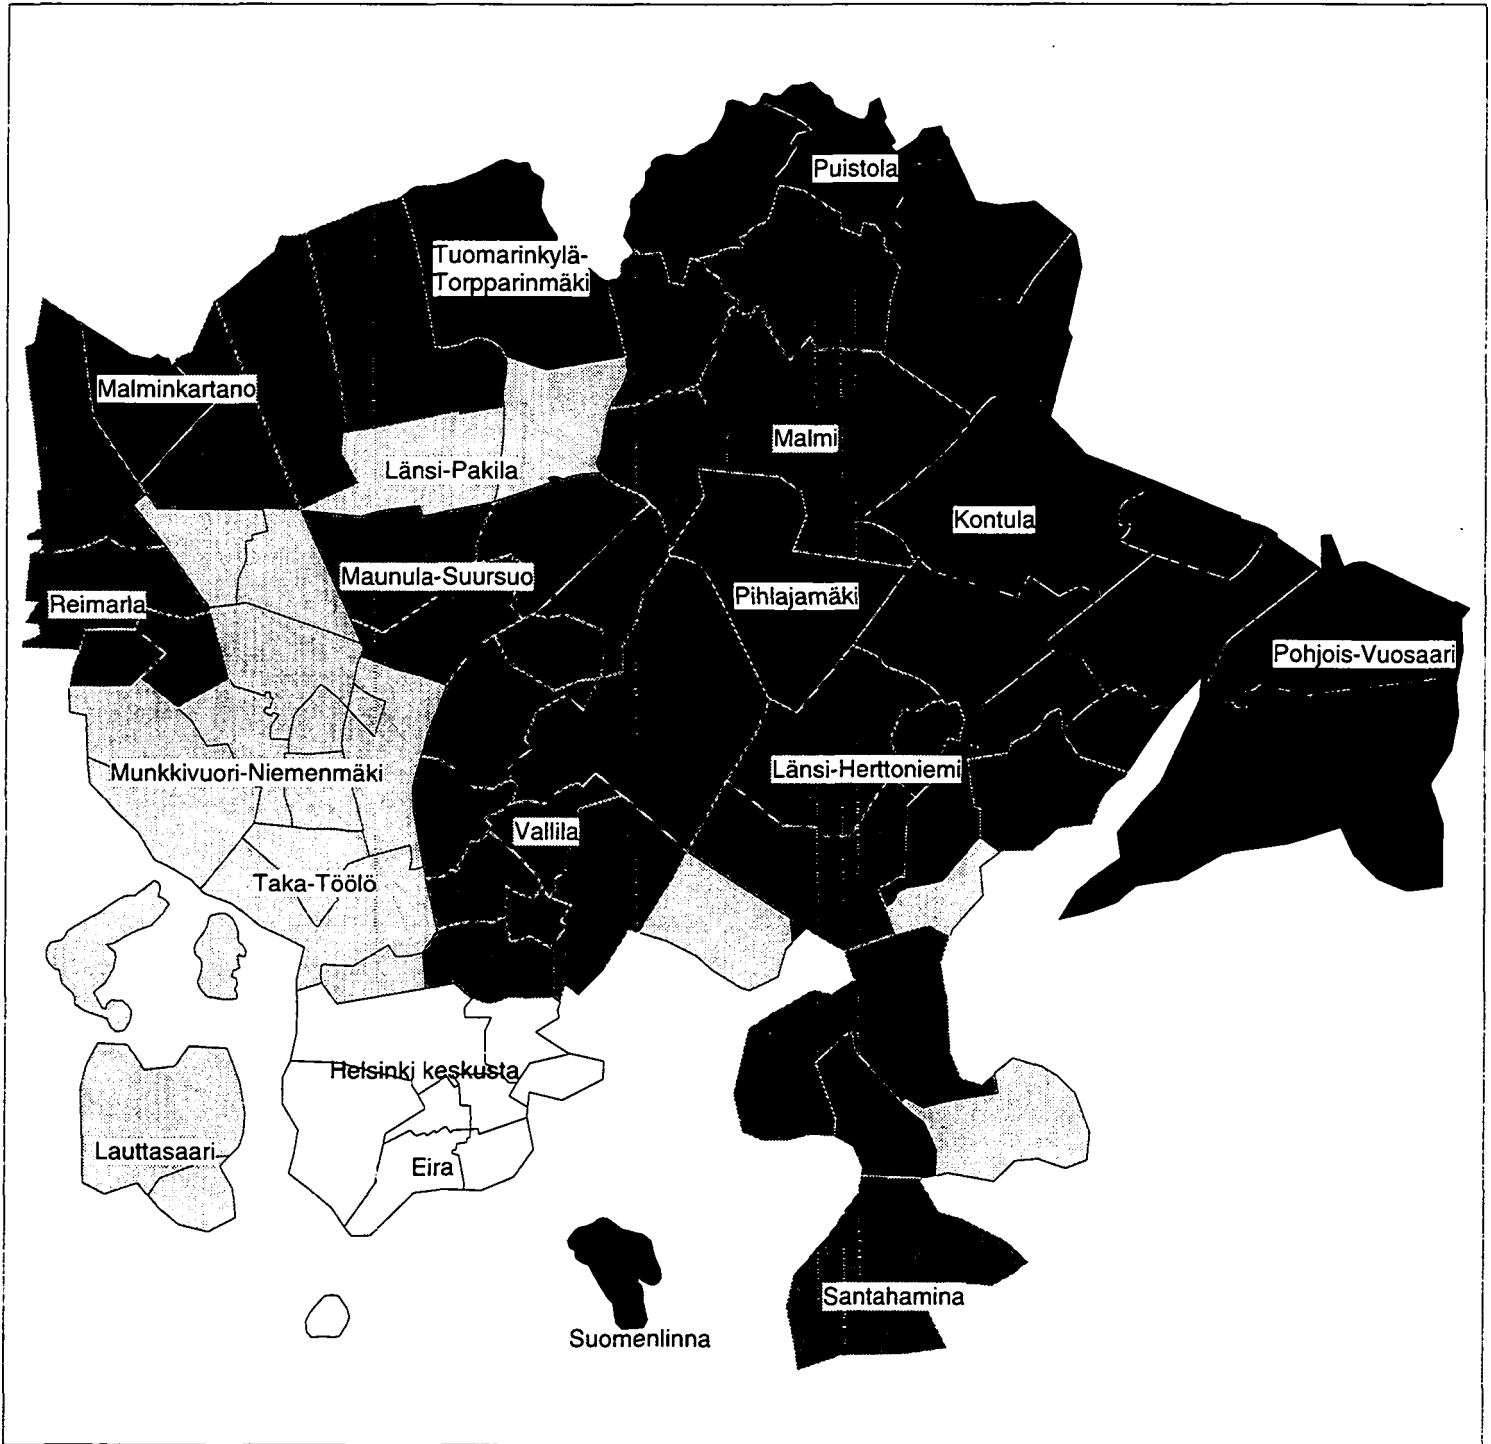 Puistola
Tuomarinkylä-
Torpparinmäki
Malminkartano
Malmi
Länsi-Pakila
Kontula
Maunula-Suursuo
Pihlajamäki
Reimarla
Pohjois-Vuosaari
Munkkivuori-Niemenmäki
Länsi-Herttoniemi
Vallila
Taka-Töölö
Helsinki keskusta
Lauttasaari
Eira
Santahamina
Suomenlinna